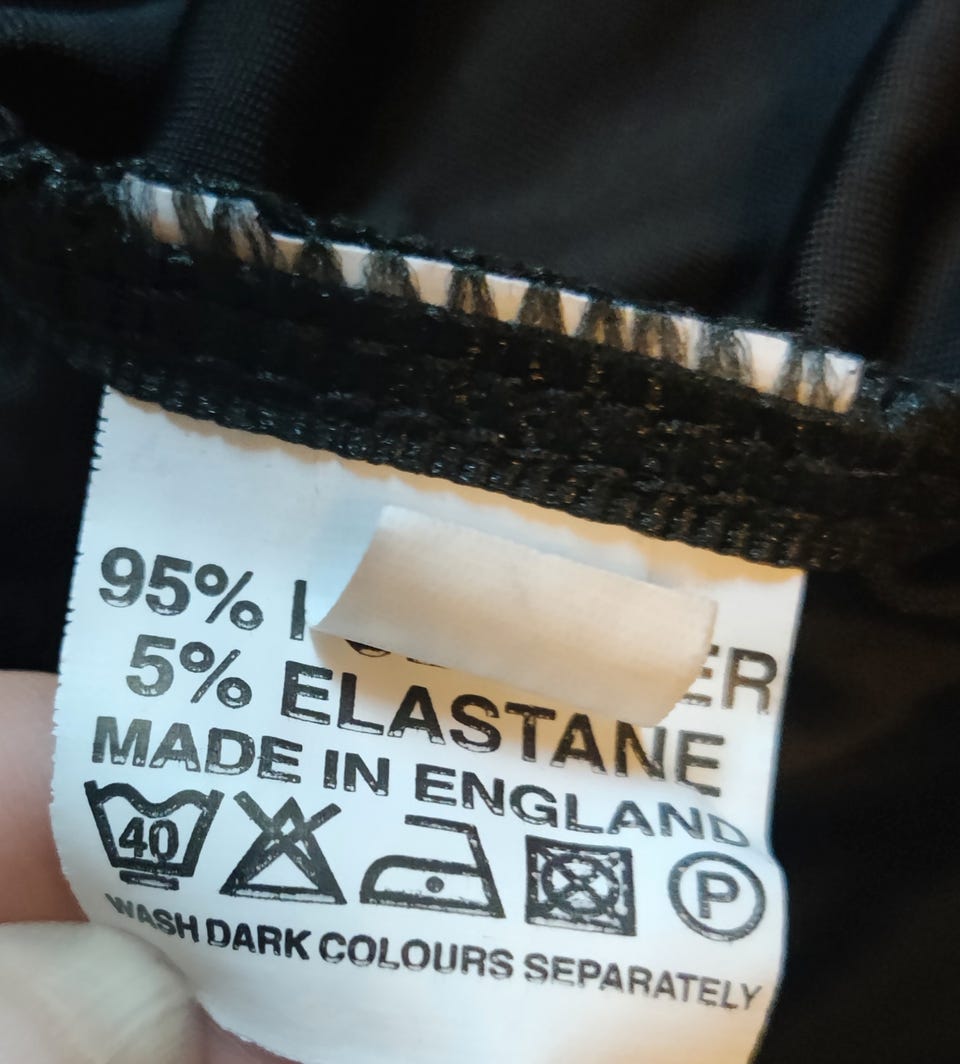 95%
5% ELASTANE
MADE IN ENGLAND
40
P
WASH DARK COLOURS SEPARATELY